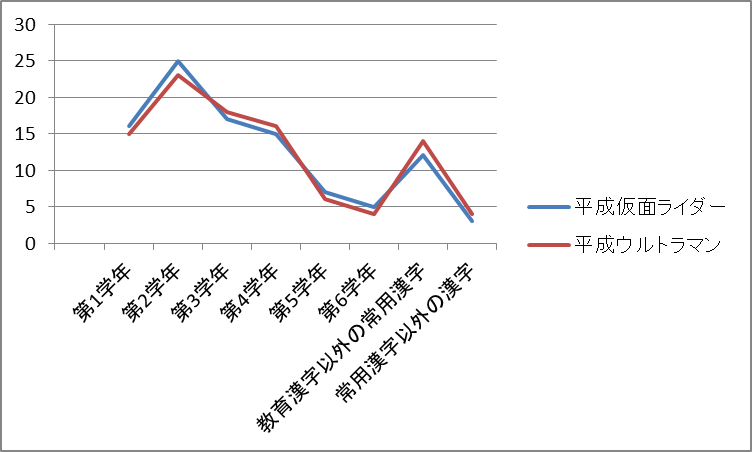 30
25
20
15
10
5
0
第1学年
第2学年
第3学年
第4学年
第5学年
第6学年
教育漢字以外の常用漢字
常用漢字以外の漢字
平成仮面ライダー
平成ウルトラマン